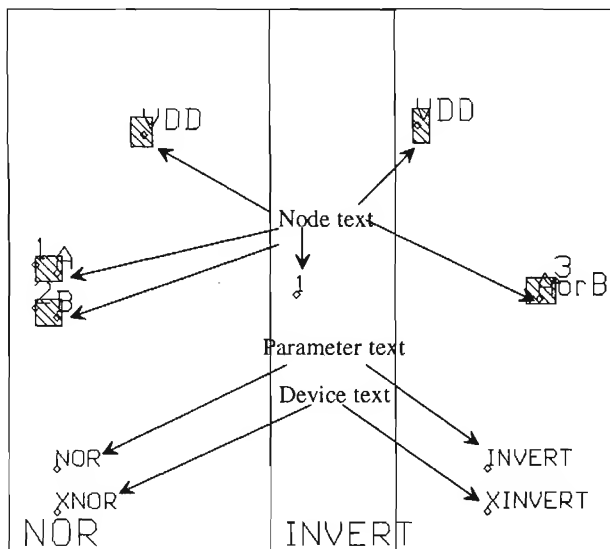 VDD VDD
Node text
1 A
3
AorB
2 B
1
Parameter text
Device text
NOR INVERT
XNOR XINVERT
NOR INVERT